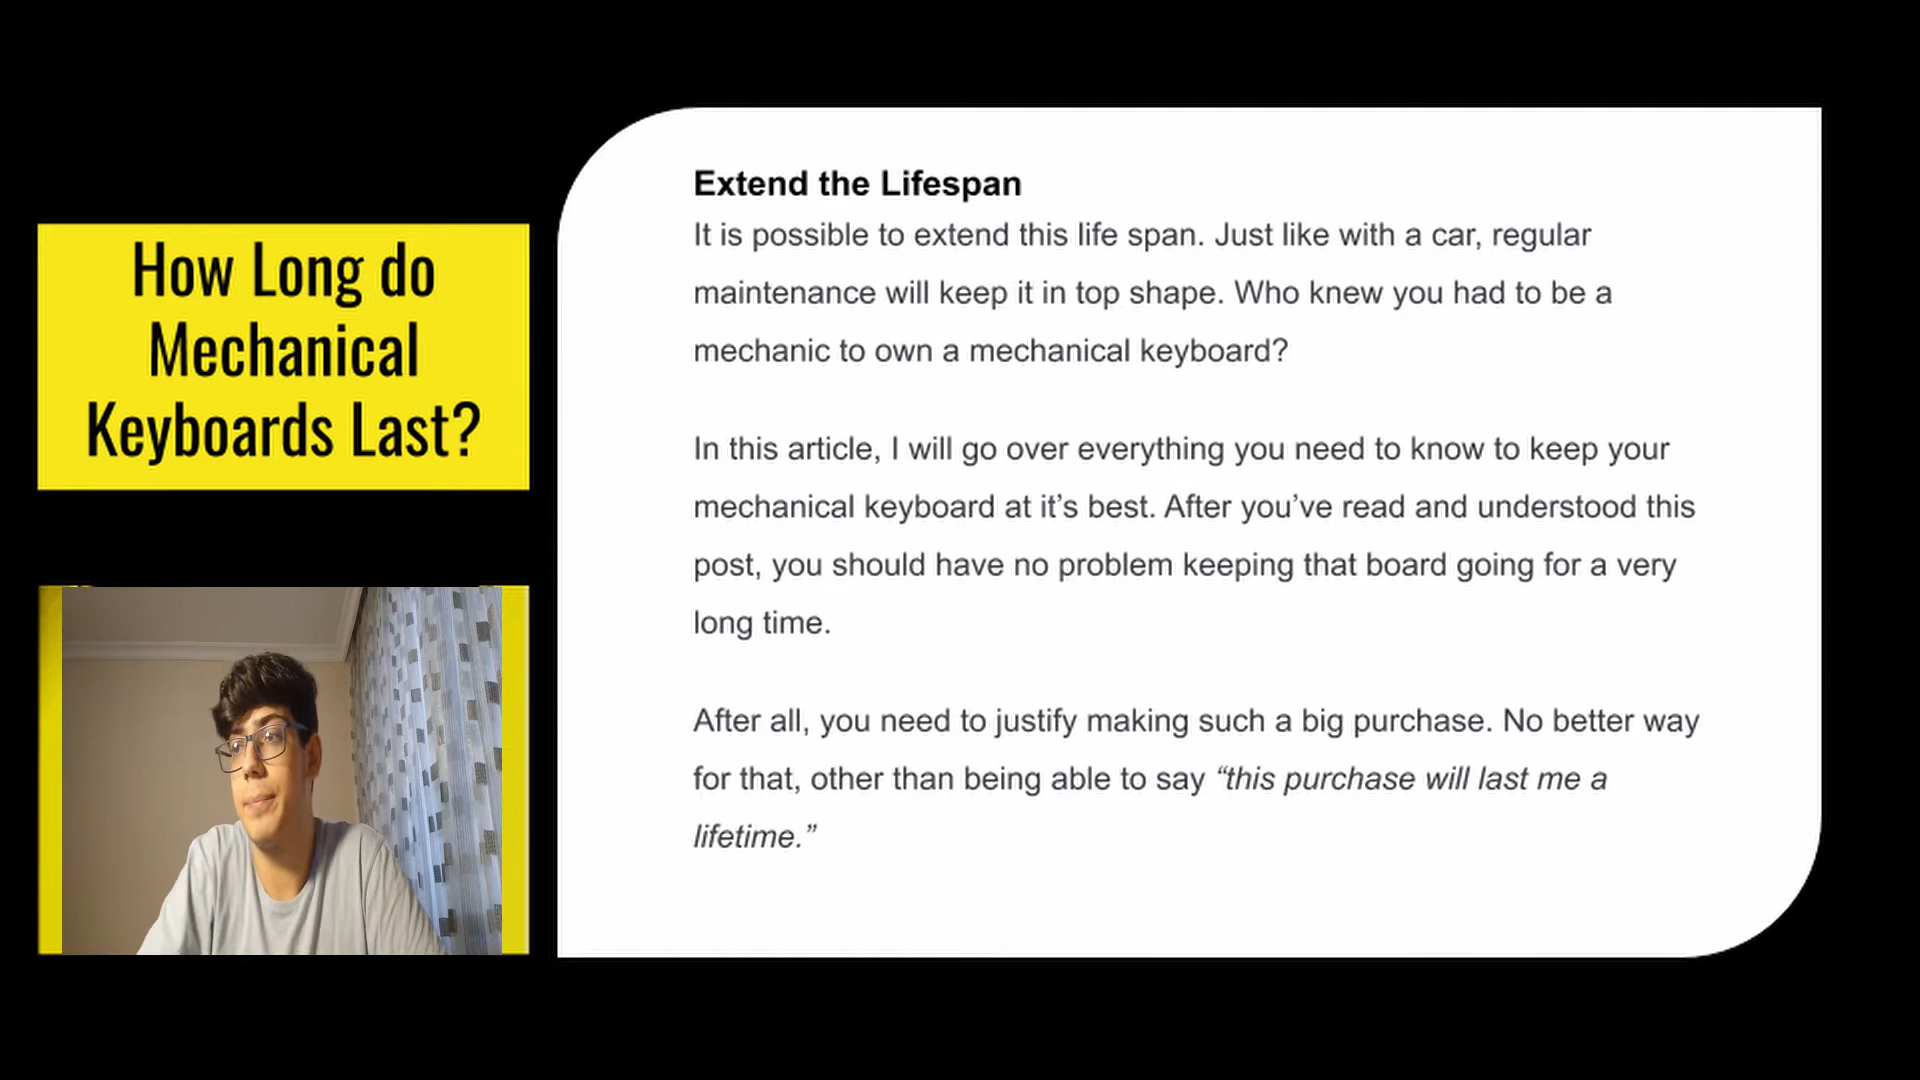 How Long do
Mechanical
Keyboards Last?
Extend the Lifespan
It is possible to extend this life span. Just like with a car, regular
maintenance will keep it in top shape. Who knew you had to be a
mechanic to own a mechanical keyboard?
In this article, I will go over everything you need to know to keep your
mechanical keyboard at it’s best. After you’ve read and understood this
post, you should have no problem keeping that board going for a very
long time.
After all, you need to justify making such a big purchase. No better way
for that, other than being able to say “this purchase will last me a
lifetime.”